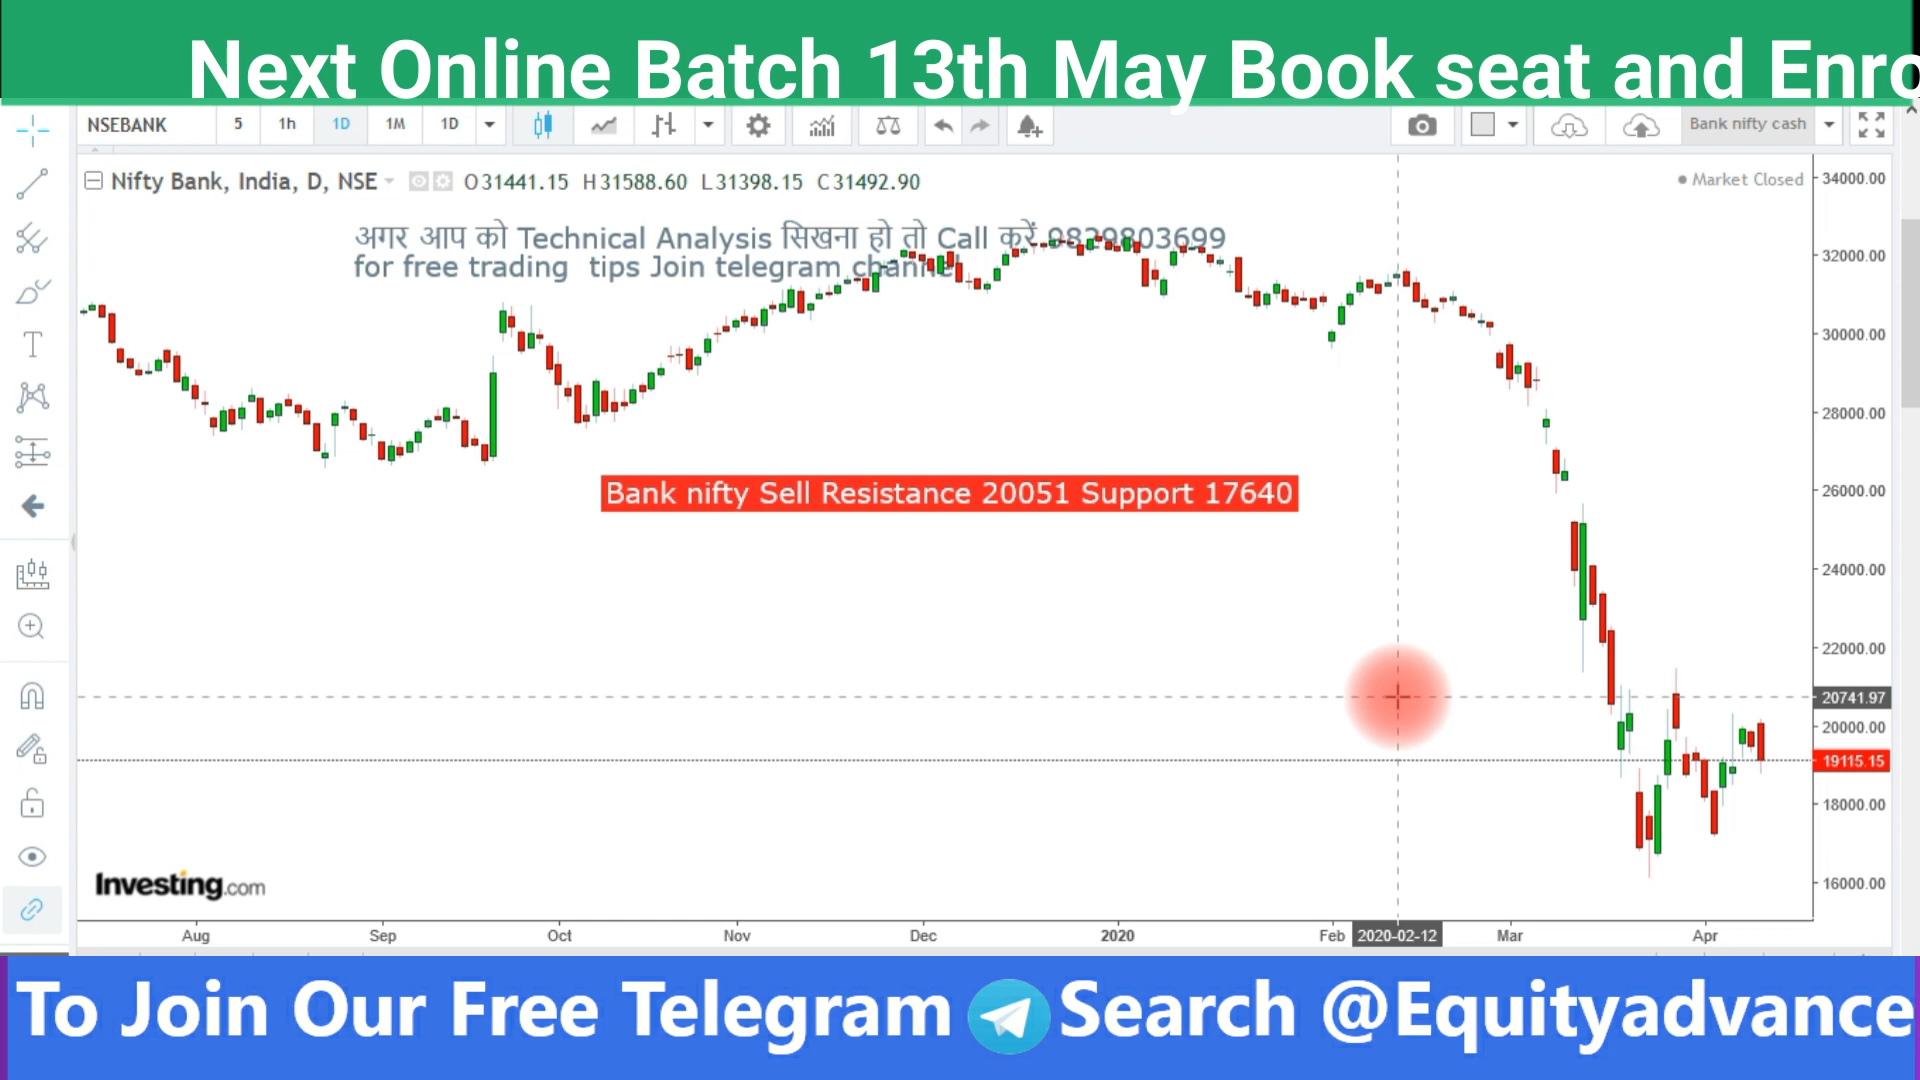 Next Online Batch 13th May Book seat and Enro
NSEBANK 5 1h 1D 1M 1D Bank nifty cash
Nifty Bank, India, D, NSE O31441.15 H31588.60 L31398.15 C31492.90
Market Closed
अगर आप को Technical Analysis सिखना हो तो Call करें 9829803699
for free trading tips Join telegram channel
Bank nifty Sell Resistance 20051 Support 17640
34000.00
32000.00
30000.00
28000.00
26000.00
24000.00
22000.00
20741.97
20000.00
19115.15
18000.00
16000.00
Investing.com
Aug Sep Oct Nov Dec 2020 Feb 2020-02-12 Mar Apr
To Join Our Free Telegram Search @Equityadvance